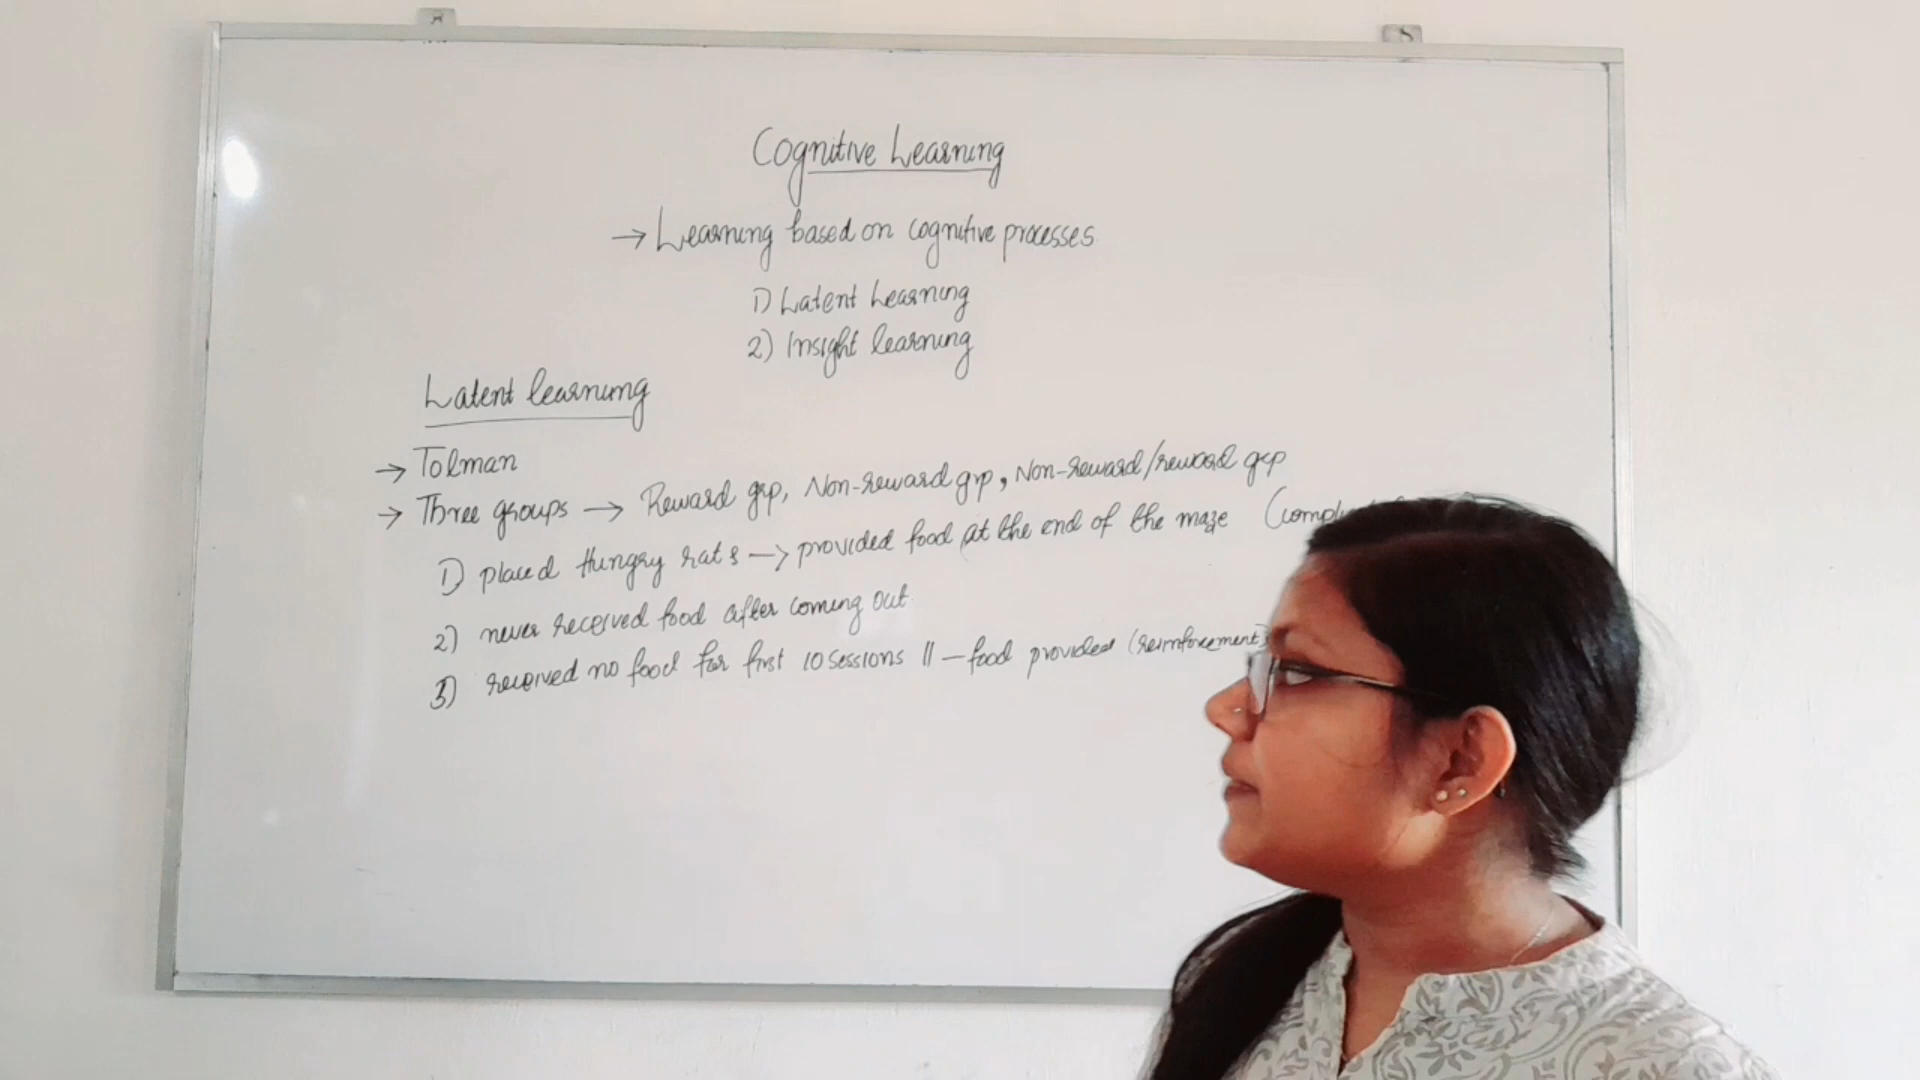 Cognitive Learning
→ Learning based on cognitive processes.
1) Latent Learning
2) Insight learning
Latent learning
→ Tolman
→ Three groups → Reward grp, Non-reward grp, Non-reward/reward grp
1) placed Hungry rats → provided food at the end of the maze
2) never received food after coming out.
3) received no food for first 10 sessions 11 – food provided (reinforcement)